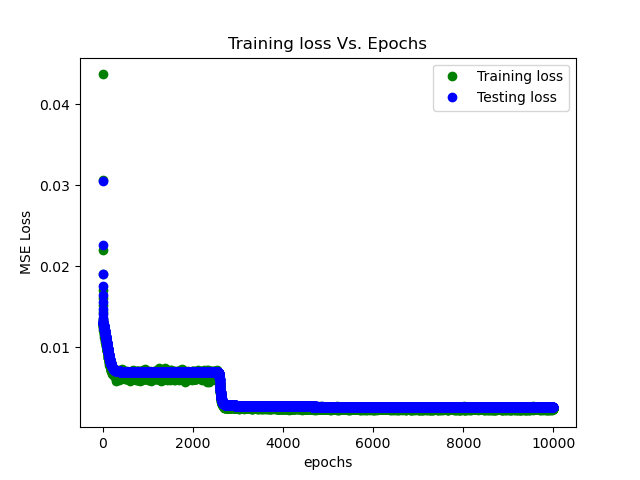 Training loss Vs. Epochs
Training loss
Testing loss
MSE Loss
0.04
0.03
0.02
0.01
0 2000 4000 6000 8000 10000
epochs